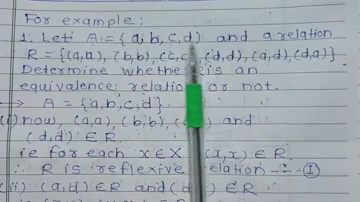 For example:
1. Let A = {a, b, c, d} and a relation
R = {(a,a), (b,b), (c,c), (d,d), (a,d), (d,a)}
Determine whether R is an
equivalence relation or not.
→ A = {a, b, c, d}
(i) now, (a,a), (b,b), and
(d,d) ∈ R
ie for each x ∈ X (x,x) ∈ R.
∴ R is reflexive relation --- ①
(a,d) ∈ R and ∈ R